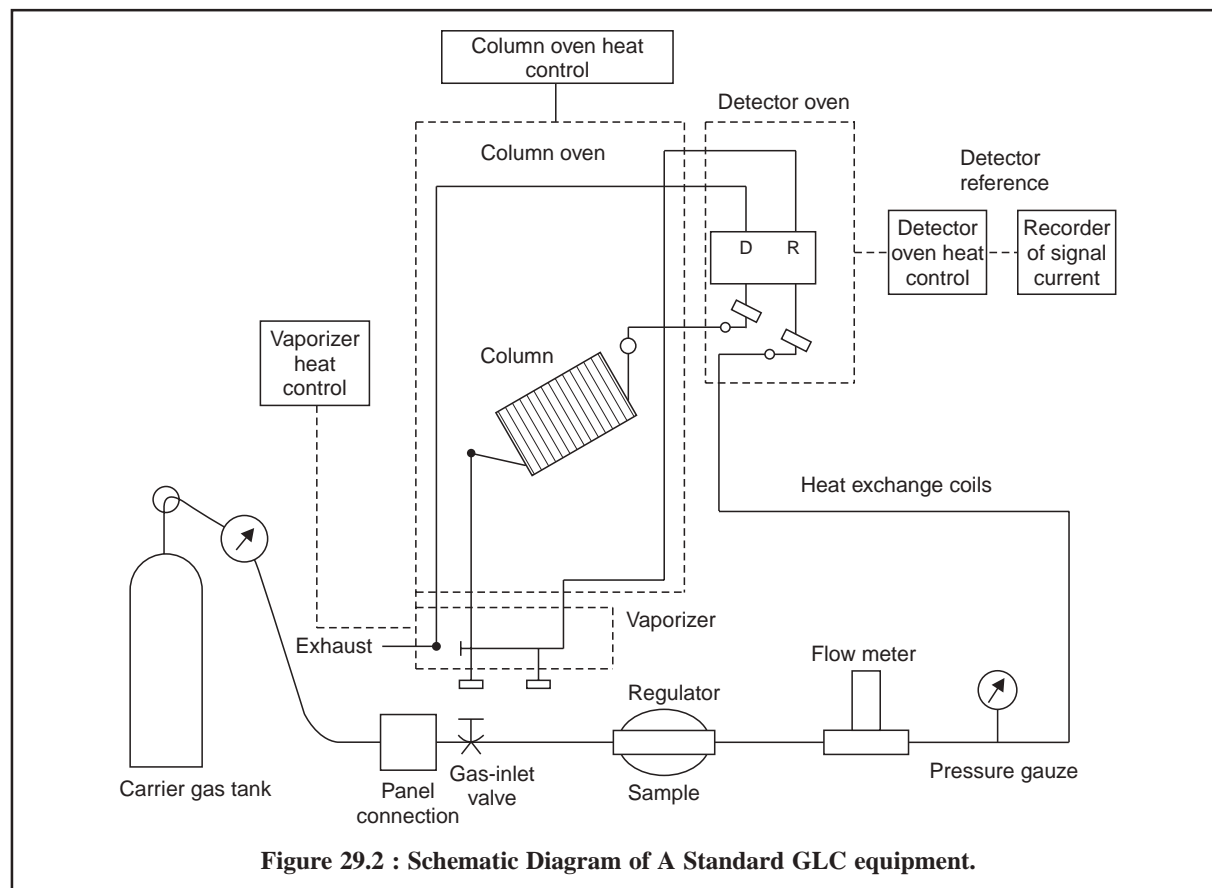 Column oven heat
control
Detector oven
Column oven
Detector
reference
D R
Detector
oven heat
control
Recorder
of signal
current
Vaporizer
heat
control
Column
Heat exchange coils
Vaporizer
Exhaust
Flow meter
Regulator
Carrier gas tank
Panel
connection
Gas-inlet
valve
Sample
Pressure gauze
Figure 29.2 : Schematic Diagram of A Standard GLC equipment.